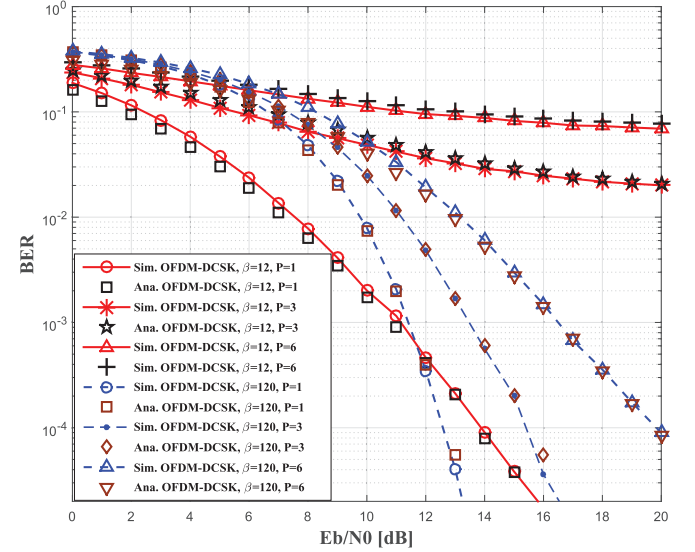 10^0
10^-1
10^-2
10^-3
10^-4
BER
Sim. OFDM-DCSK, β=12, P=1
Ana. OFDM-DCSK, β=12, P=1
Sim. OFDM-DCSK, β=12, P=3
Ana. OFDM-DCSK, β=12, P=3
Sim. OFDM-DCSK, β=12, P=6
Sim. OFDM-DCSK, β=12, P=6
Sim. OFDM-DCSK, β=120, P=1
Ana. OFDM-DCSK, β=120, P=1
Sim. OFDM-DCSK, β=120, P=3
Ana. OFDM-DCSK, β=120, P=3
Sim. OFDM-DCSK, β=120, P=6
Ana. OFDM-DCSK, β=120, P=6
0 2 4 6 8 10 12 14 16 18 20
Eb/N0 [dB]